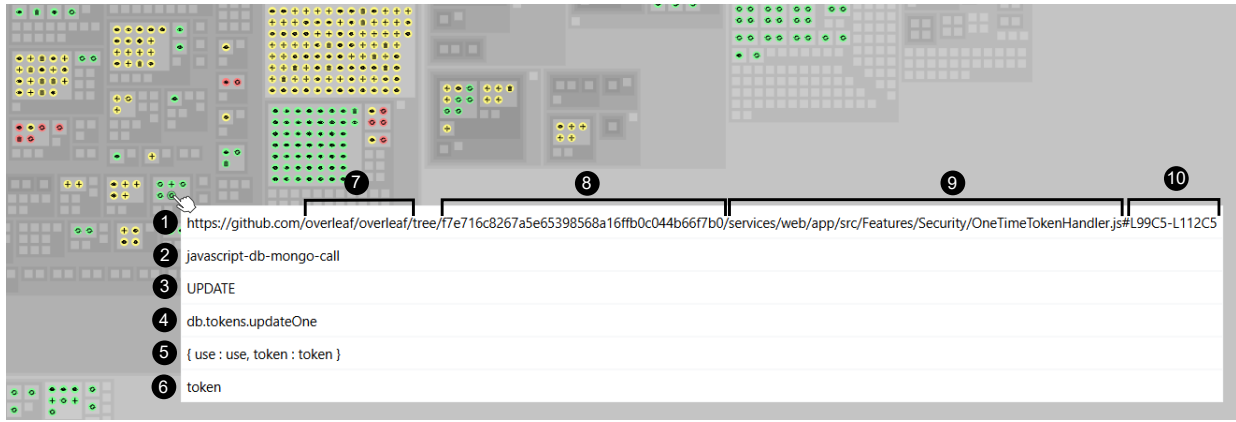 7 8 9 10
1 https://github.com/overleaf/overleaf/tree/f7e716c8267a5e65398568a16ffb0c044b66f7b0/services/web/app/src/Features/Security/OneTimeTokenHandler.js#L99C5-L112C5
2 javascript-db-mongo-call
3 UPDATE
4 db.tokens.updateOne
5 { use : use, token : token }
6 token